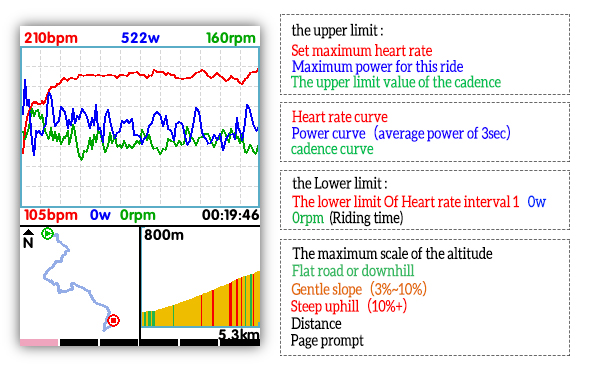 210bpm 522w 160rpm
105bpm 0w 0rpm 00:19:46
N
800m
5.3km
the upper limit :
Set maximum heart rate
Maximum power for this ride
The upper limit value of the cadence
Heart rate curve
Power curve (average power of 3sec)
cadence curve
the Lower limit :
The lower limit Of Heart rate interval 1 0w
0rpm (Riding time)
The maximum scale of the altitude
Flat road or downhill
Gentle slope (3%~10%)
Steep uphill (10%+)
Distance
Page prompt